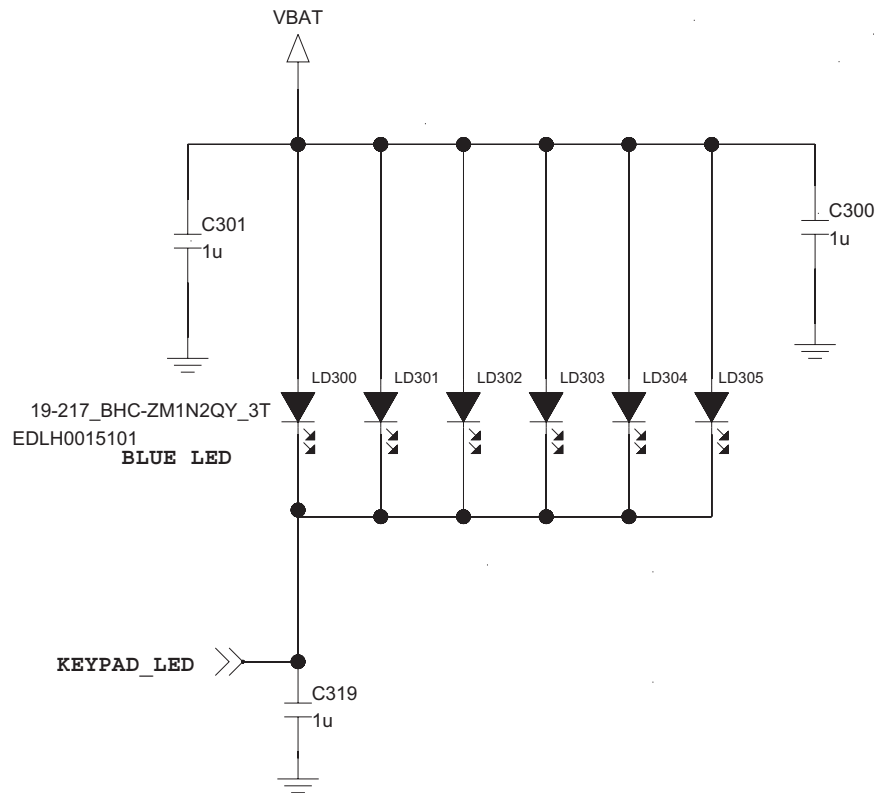 VBAT
C301
1u
C300
1u
LD300
LD301
LD302
LD303
LD304
LD305
19-217_BHC-ZM1N2QY_3T
EDLH0015101
BLUE LED
KEYPAD_LED
C319
1u